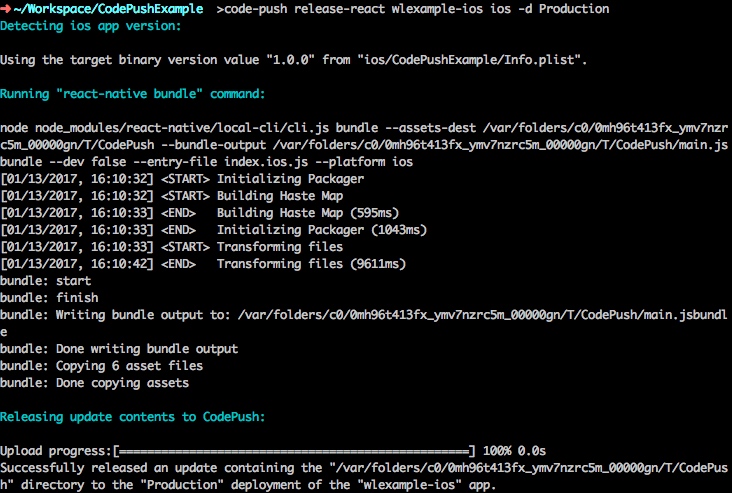 ➜ ~/Workspace/CodePushExample >code-push release-react wlexample-ios ios -d Production
Detecting ios app version:
Using the target binary version value "1.0.0" from "ios/CodePushExample/Info.plist".
Running "react-native bundle" command:
node node_modules/react-native/local-cli/cli.js bundle --assets-dest /var/folders/c0/0mh96t413fx_ymv7nzr
c5m_00000gn/T/CodePush --bundle-output /var/folders/c0/0mh96t413fx_ymv7nzrc5m_00000gn/T/CodePush/main.js
bundle --dev false --entry-file index.ios.js --platform ios
[01/13/2017, 16:10:32] <START> Initializing Packager
[01/13/2017, 16:10:32] <START> Building Haste Map
[01/13/2017, 16:10:33] <END>   Building Haste Map (595ms)
[01/13/2017, 16:10:33] <END>   Initializing Packager (1043ms)
[01/13/2017, 16:10:33] <START> Transforming files
[01/13/2017, 16:10:42] <END>   Transforming files (9611ms)
bundle: start
bundle: finish
bundle: Writing bundle output to: /var/folders/c0/0mh96t413fx_ymv7nzrc5m_00000gn/T/CodePush/main.jsbundl
e
bundle: Done writing bundle output
bundle: Copying 6 asset files
bundle: Done copying assets
Releasing update contents to CodePush:
Upload progress:[==================================================] 100% 0.0s
Successfully released an update containing the "/var/folders/c0/0mh96t413fx_ymv7nzrc5m_00000gn/T/CodePus
h" directory to the "Production" deployment of the "wlexample-ios" app.